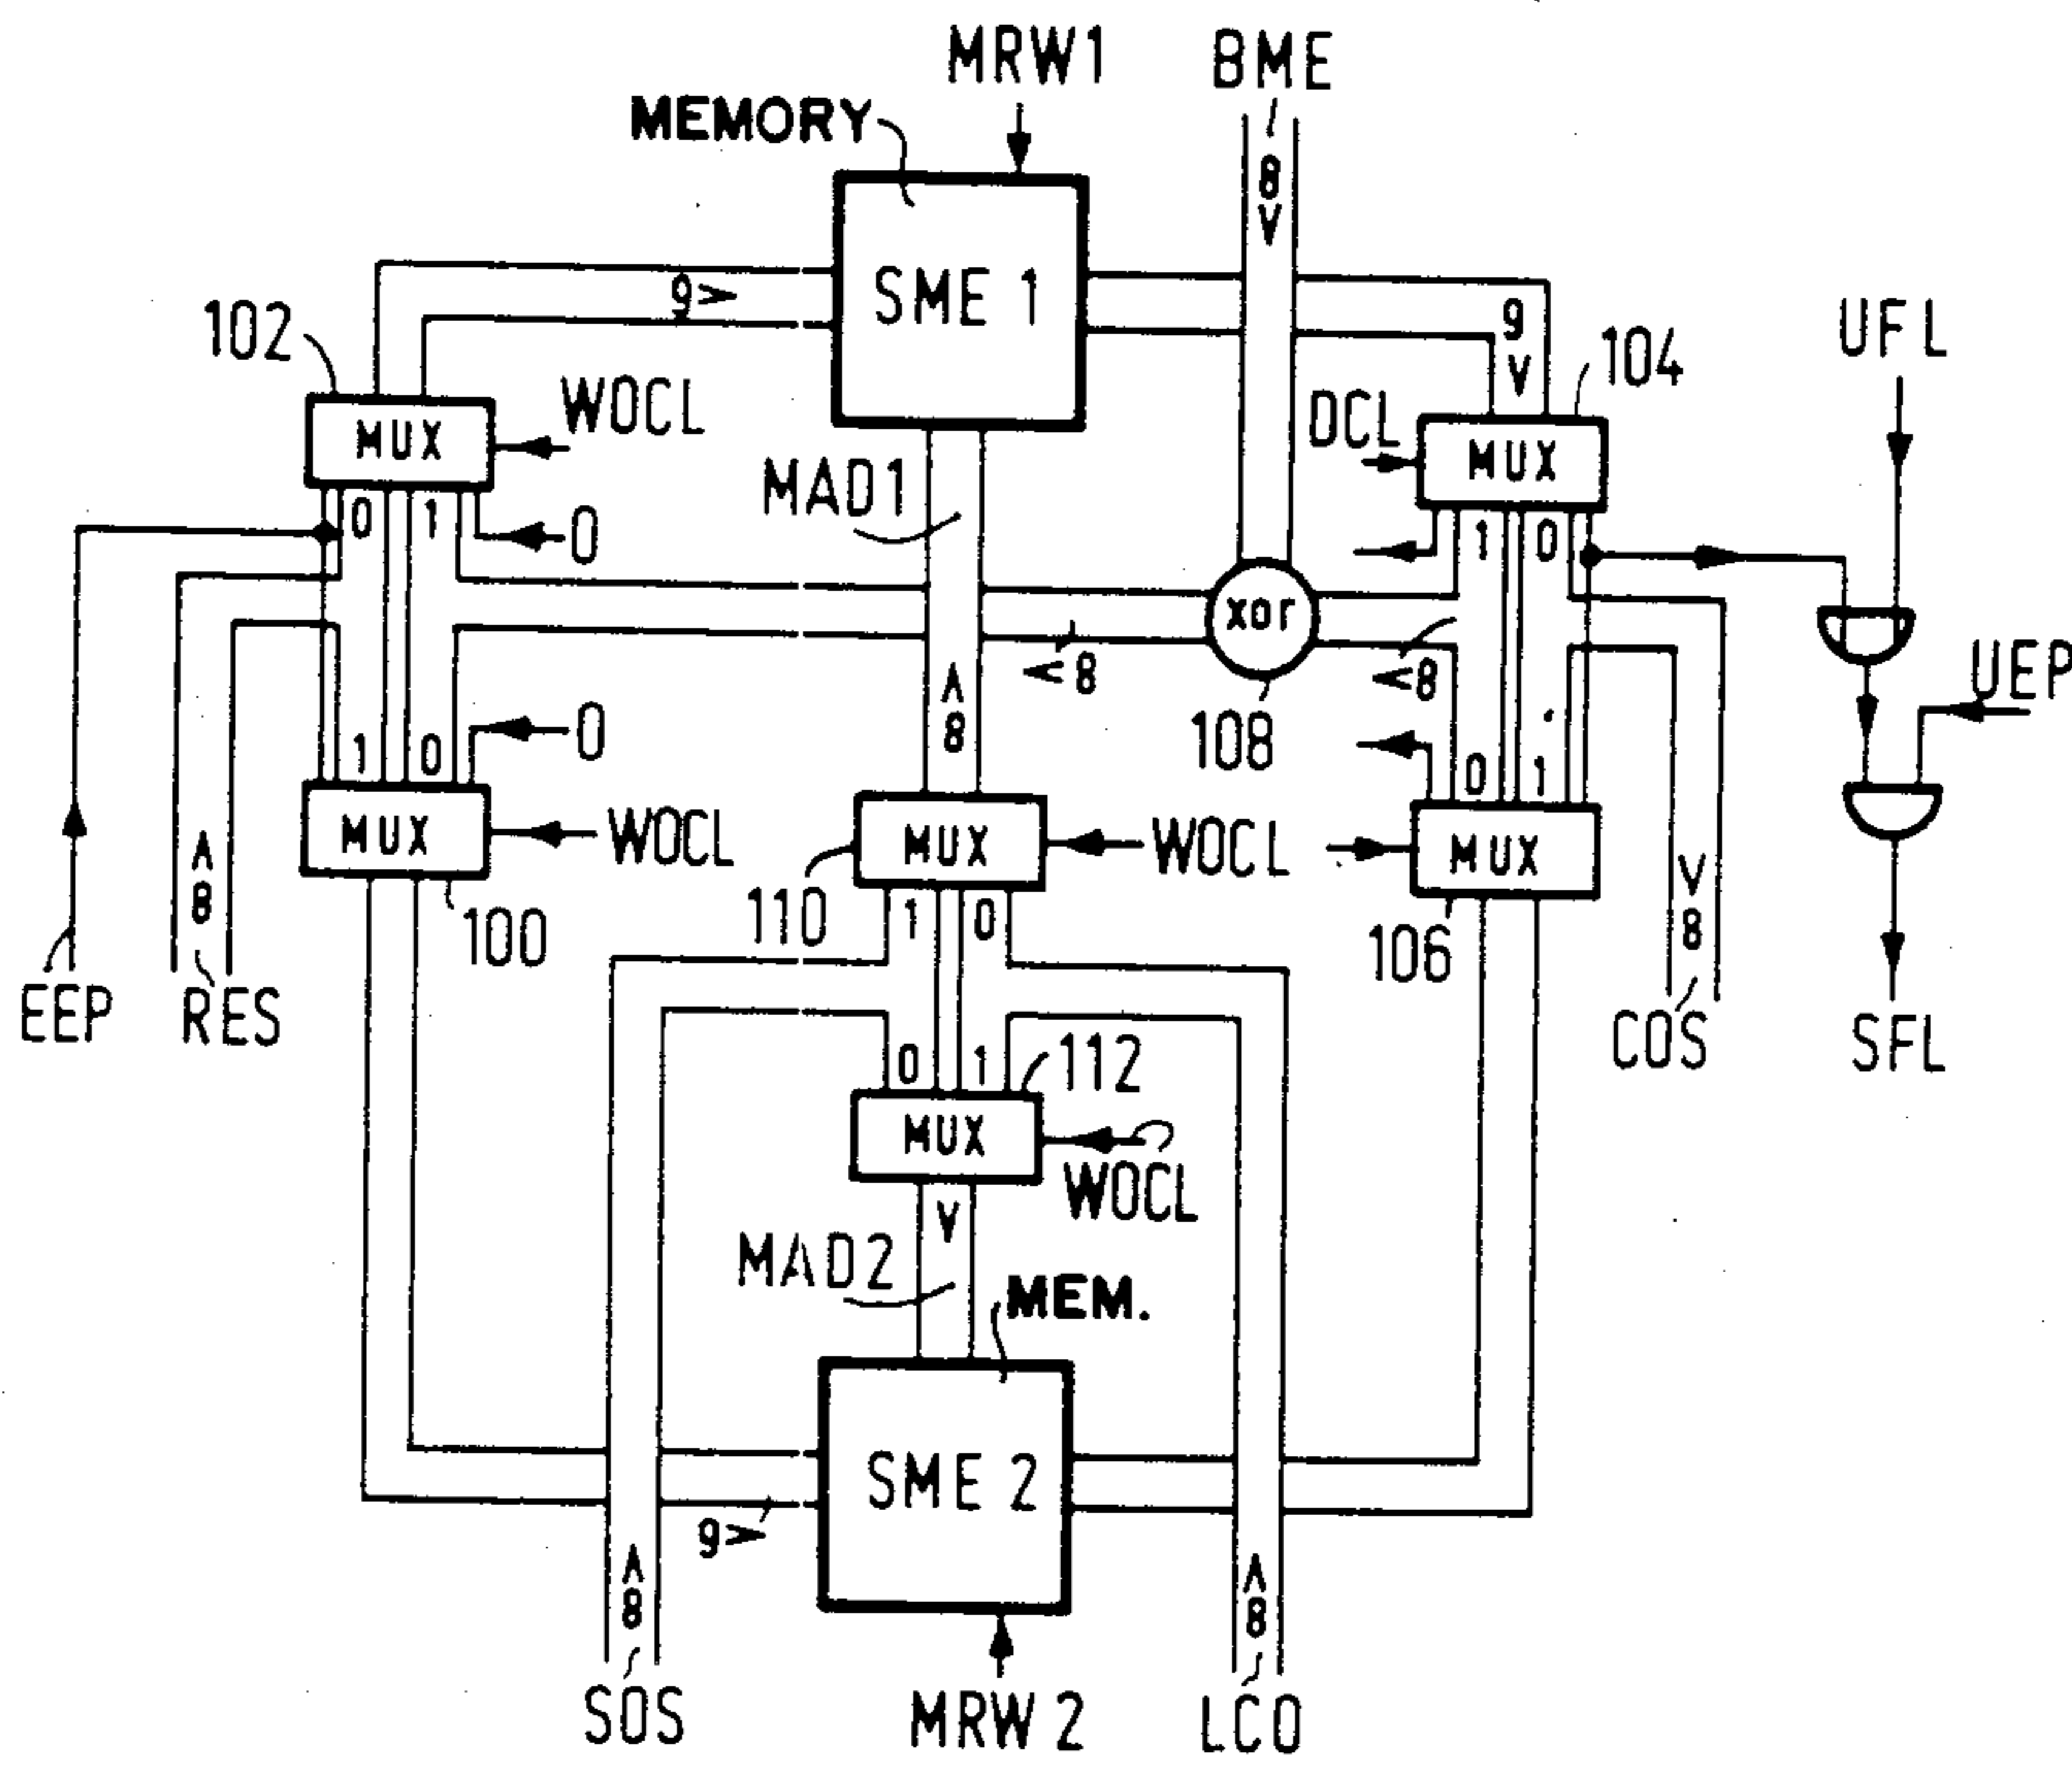 MRW1
BME
MEMORY
8
V
SME 1
9>
9
V
102
104
UFL
MUX
WOCL
DCL
MUX
MAD1
0
1
0
1
0
xor
<8
<8
UEP
108
Λ
8
1
0
0
0
1
MUX
WOCL
MUX
WOCL
MUX
Λ
8
V
8
100
110
1
0
106
EEP
RES
COS
SFL
0
1
112
MUX
WOCL
V
MAD2
MEM.
SME 2
9>
Λ
8
Λ
8
SOS
MRW 2
LCO